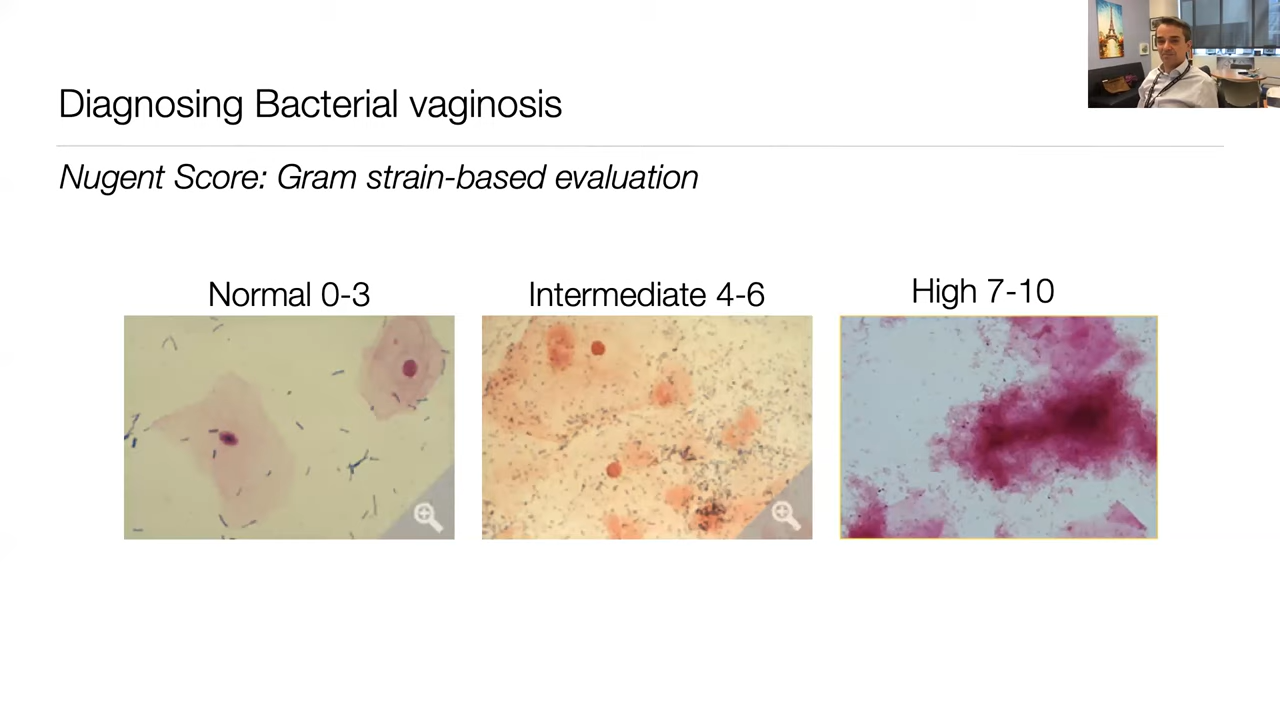 Diagnosing Bacterial vaginosis
Nugent Score: Gram strain-based evaluation
Normal 0-3
Intermediate 4-6
High 7-10